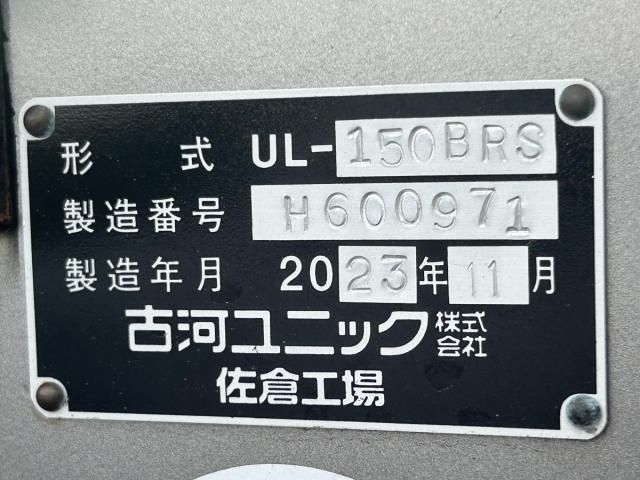 形 式 UL-150BRS
製造番号 H600971
製造年月 2023年11月
古河ユニック株式会社
佐倉工場